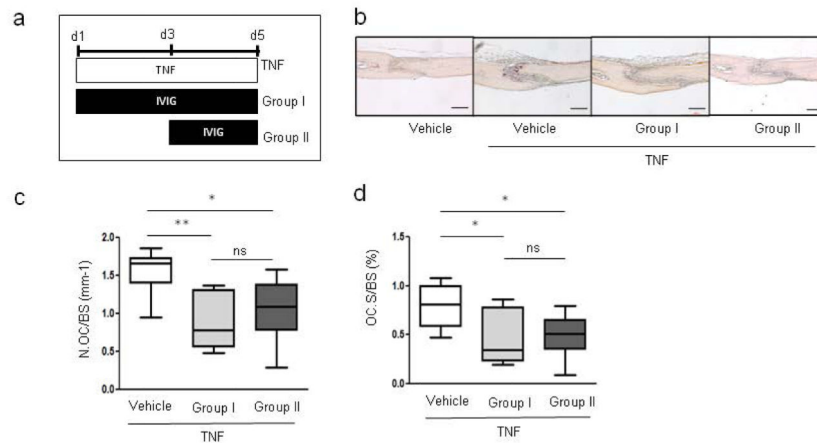 a
d1 d3 d5
TNF TNF
IVIG Group I
IVIG Group II
b
Vehicle Vehicle Group I Group II
TNF
c
N.OC/BS (mm-1)
2.0
1.5
1.0
0.5
0.0
*
**
ns
Vehicle Group I Group II
TNF
d
OC.S/BS (%)
1.5
1.0
0.5
0.0
*
*
ns
Vehicle Group I Group II
TNF